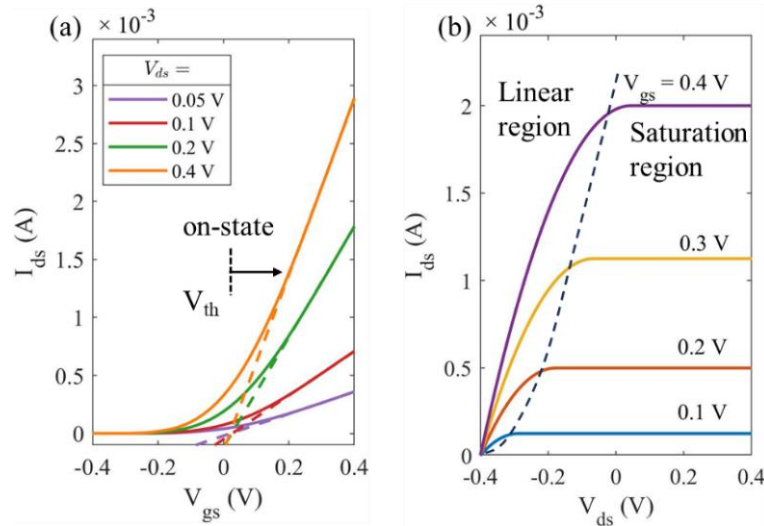 (a)
× 10⁻³
V_ds =
0.05 V
0.1 V
0.2 V
0.4 V
on-state
V_th
3
2.5
2
1.5
1
0.5
0
I_ds (A)
-0.4
-0.2
0
0.2
0.4
V_gs (V)
(b)
× 10⁻³
V_gs = 0.4 V
Linear
region
Saturation
region
0.3 V
0.2 V
0.1 V
2
1.5
1
0.5
0
I_ds (A)
-0.4
-0.2
0
0.2
0.4
V_ds (V)